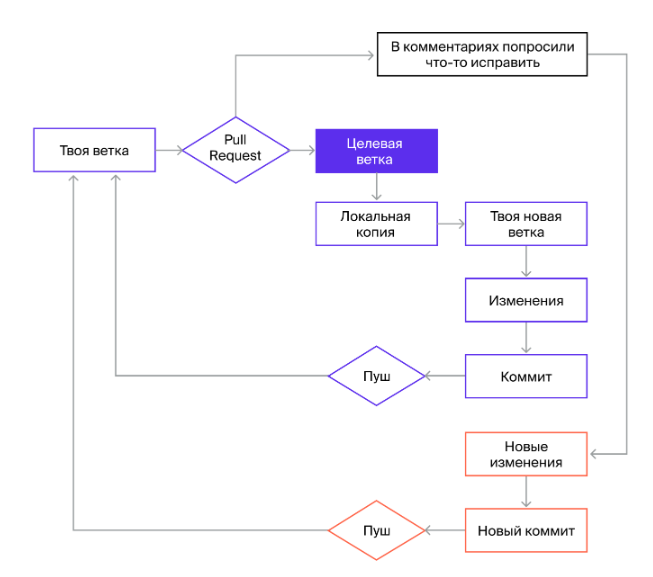 В комментариях попросили
что-то исправить
Твоя ветка
Pull
Request
Целевая
ветка
Локальная
копия
Твоя новая
ветка
Изменения
Пуш
Коммит
Новые
изменения
Пуш
Новый коммит